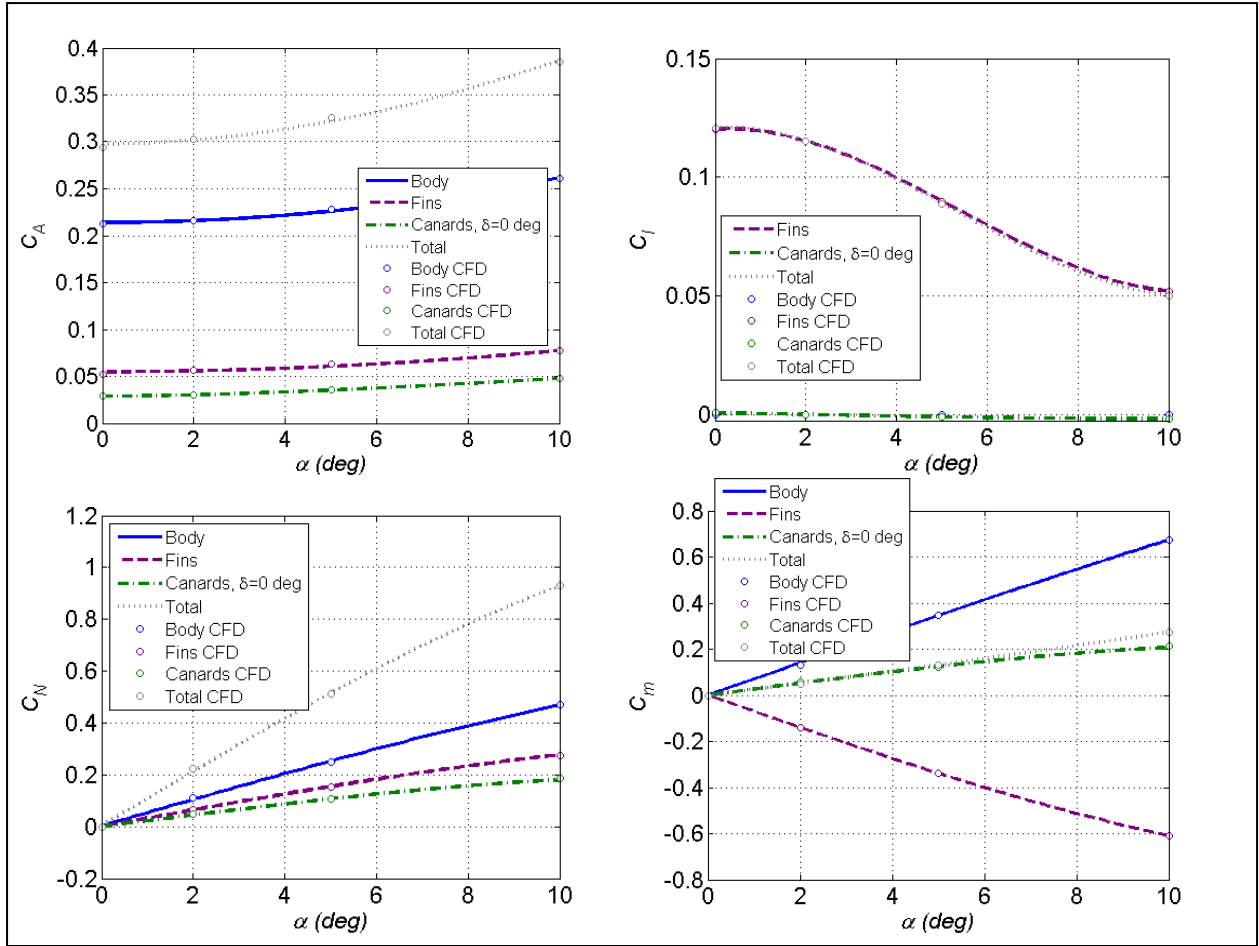 0.4
0.35
0.3
0.25
0.2
0.15
0.1
0.05
0
C_A
Body
Fins
Canards, δ=0 deg
Total
Body CFD
Fins CFD
Canards CFD
Total CFD
0 2 4 6 8 10
α (deg)
0.15
0.1
0.05
0
C_l
Fins
Canards, δ=0 deg
Total
Body CFD
Fins CFD
Canards CFD
Total CFD
0 2 4 6 8 10
α (deg)
1.2
1
0.8
0.6
0.4
0.2
0
-0.2
C_N
Body
Fins
Canards, δ=0 deg
Total
Body CFD
Fins CFD
Canards CFD
Total CFD
0 2 4 6 8 10
α (deg)
0.8
0.6
0.4
0.2
0
-0.2
-0.4
-0.6
-0.8
C_m
Body
Fins
Canards, δ=0 deg
Total
Body CFD
Fins CFD
Canards CFD
Total CFD
0 2 4 6 8 10
α (deg)